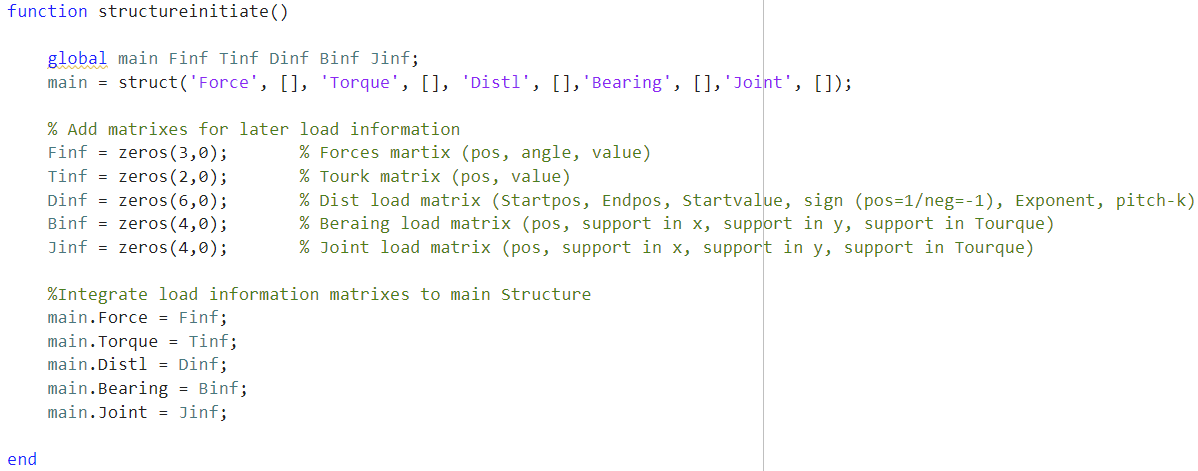 function structureinitiate()
global main Finf Tinf Dinf Binf Jinf;
main = struct('Force', [], 'Torque', [], 'Distl', [],'Bearing', [],'Joint', []);
% Add matrixes for later load information
Finf = zeros(3,0);       % Forces martix (pos, angle, value)
Tinf = zeros(2,0);       % Tourk matrix (pos, value)
Dinf = zeros(6,0);       % Dist load matrix (Startpos, Endpos, Startvalue, sign (pos=1/neg=-1), Exponent, pitch-k)
Binf = zeros(4,0);       % Beraing load matrix (pos, support in x, support in y, support in Tourque)
Jinf = zeros(4,0);       % Joint load matrix (pos, support in x, support in y, support in Tourque)
%Integrate load information matrixes to main Structure
main.Force = Finf;
main.Torque = Tinf;
main.Distl = Dinf;
main.Bearing = Binf;
main.Joint = Jinf;
end